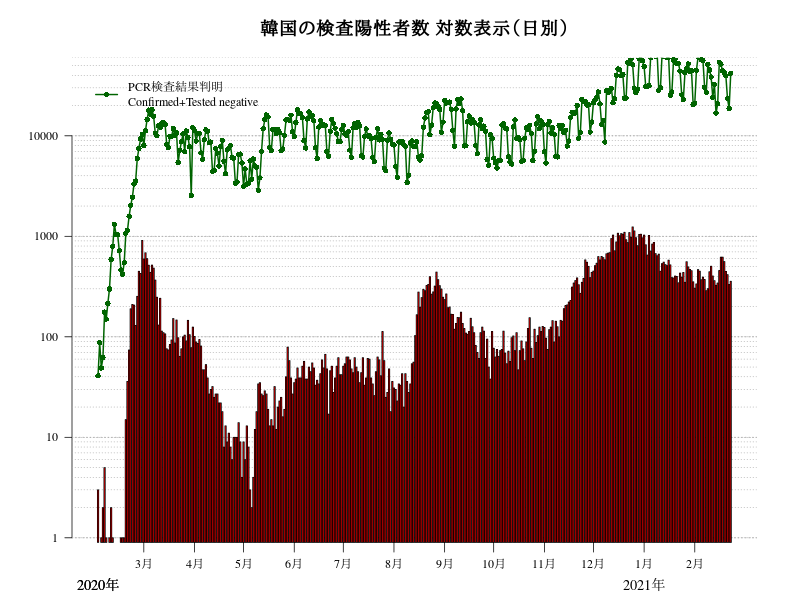 韓国の検査陽性者数 対数表示(日別)
PCR検査結果判明
Confirmed+Tested negative
10000
1000
100
10
1
3月 4月 5月 6月 7月 8月 9月 10月 11月 12月 1月 2月
2020年 2021年